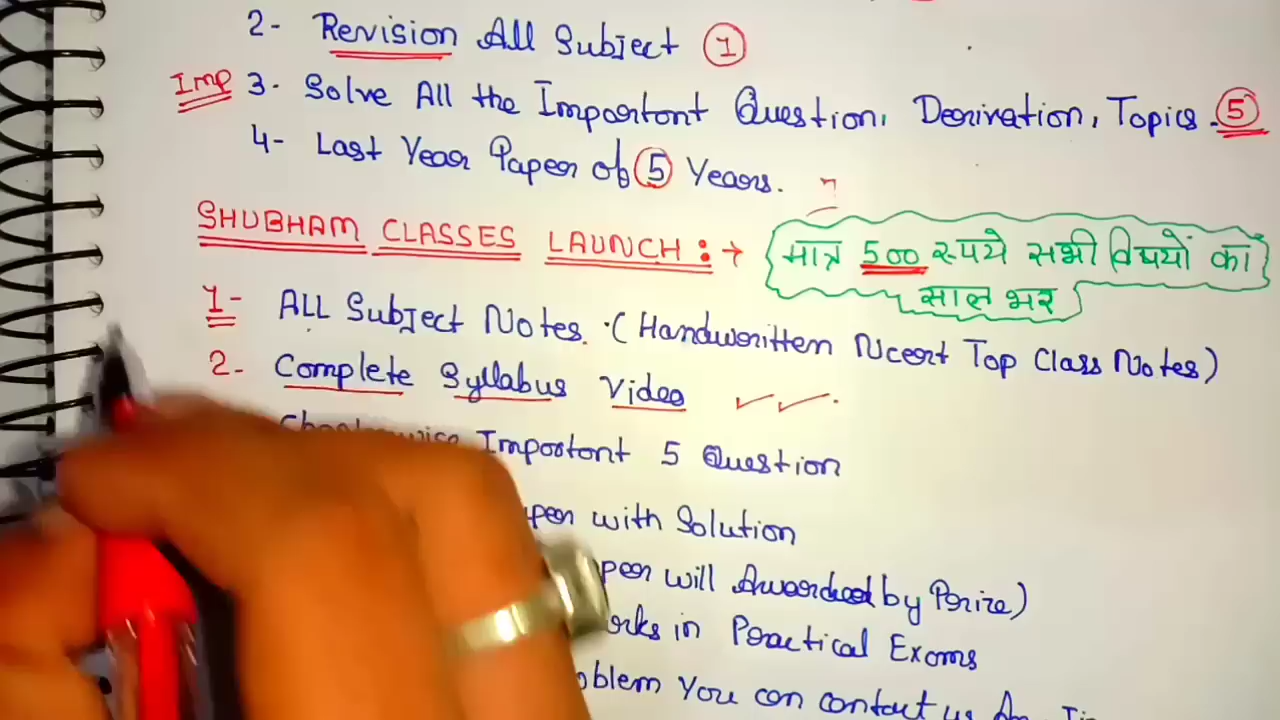 2- Revision All Subject 1
Imp 3- Solve All the Important Question, Derivation, Topics. 5
4- Last Year Paper of 5 Years.
SHUBHAM CLASSES LAUNCH :→ मात्र 500 रुपये सभी विषयों का
साल भर
1- ALL Subject Notes. (Handwritten Ncert Top Class Notes)
2- Complete Syllabus Video
Important 5 Question
with Solution
will Awarded by Prize)
in Practical Exams
You can contact us